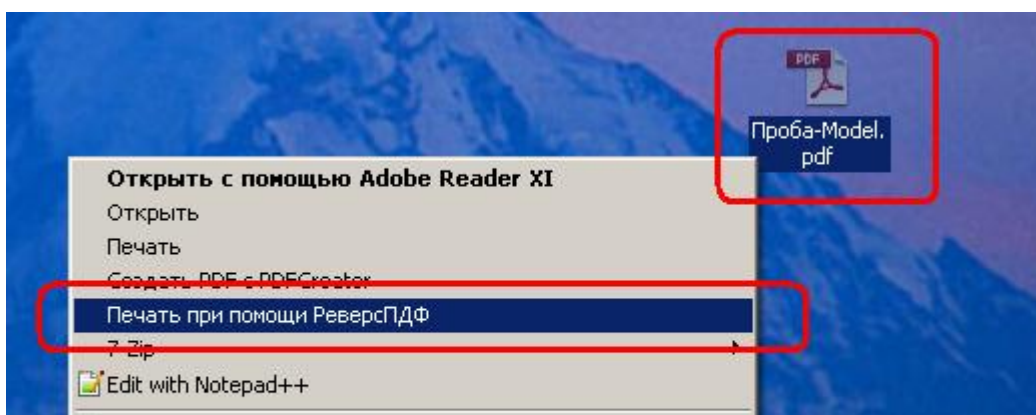 PDF
Проба-Model.
pdf
Открыть с помощью Adobe Reader XI
Открыть
Печать
Создать PDF с PDFCreator
Печать при помощи РеверсПДФ
7-Zip
Edit with Notepad++